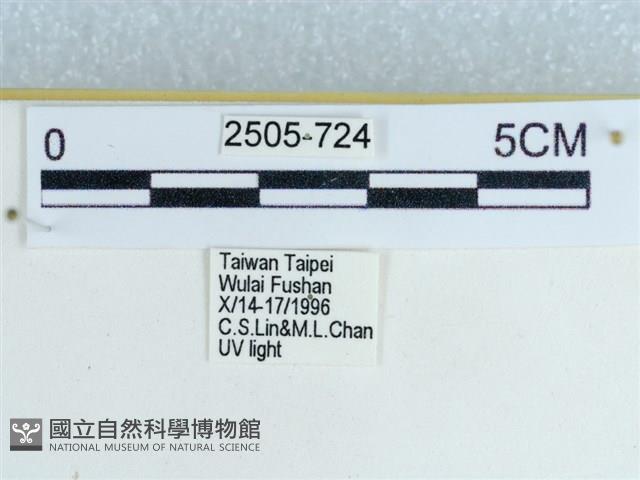 0
2505-724
5CM
Taiwan Taipei
Wulai Fushan
X/14-17/1996
C.S.Lin&M.L.Chan
UV light
國立自然科學博物館
NATIONAL MUSEUM OF NATURAL SCIENCE